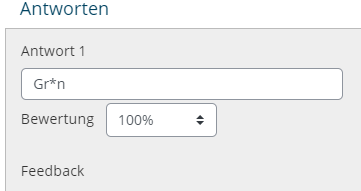 Antworten
Antwort 1
Gr*n
Bewertung 100%
Feedback